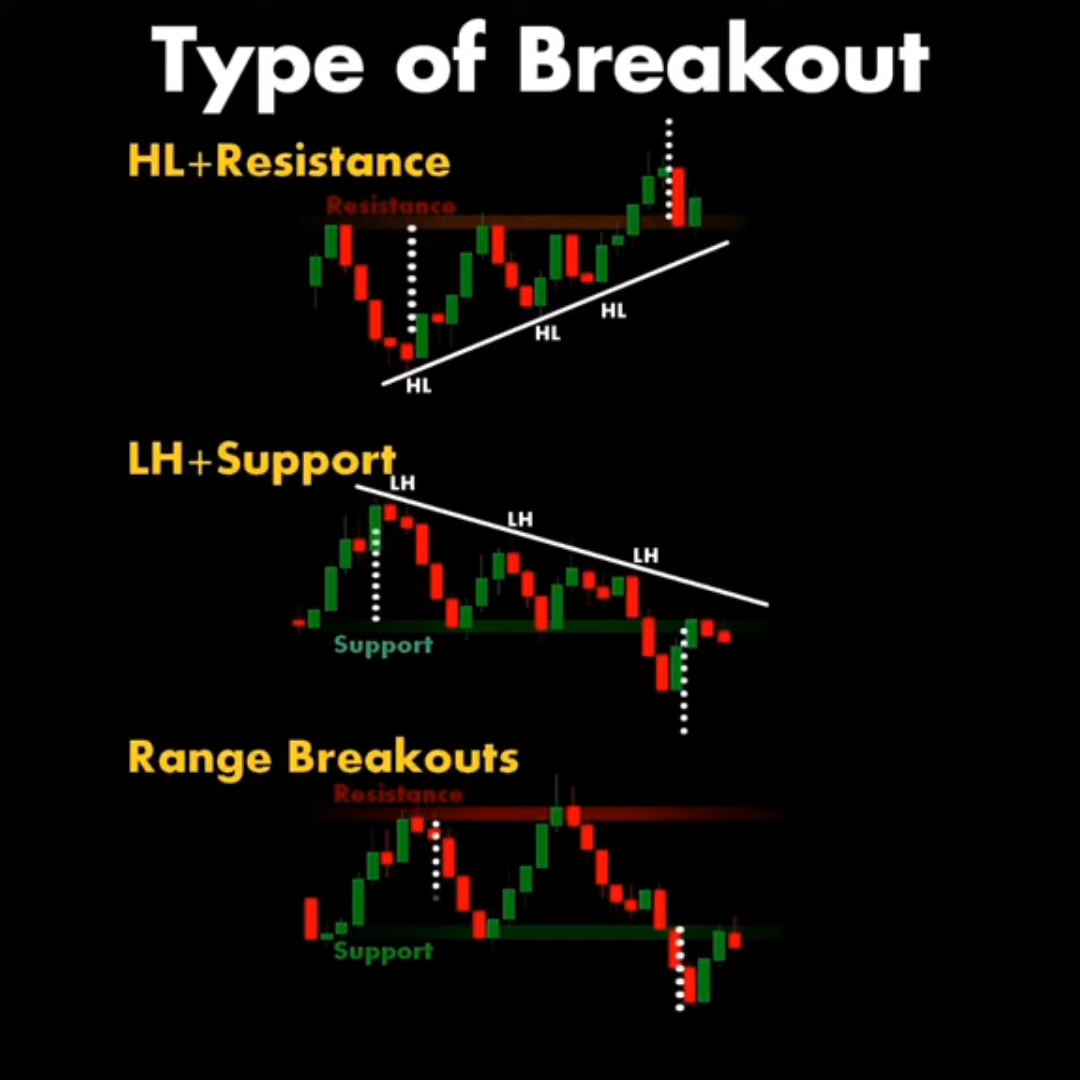 Type of Breakout
HL+Resistance
Resistance
HL
HL
HL
LH+Support
LH
LH
LH
Support
Range Breakouts
Resistance
Support